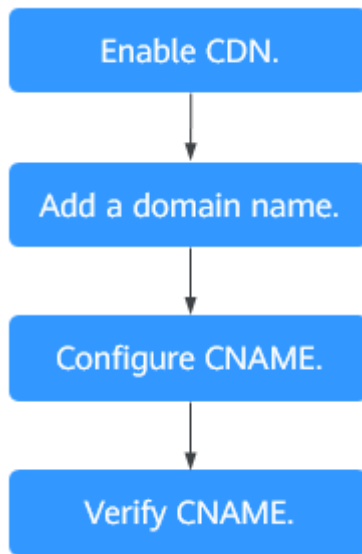 Enable CDN.
Add a domain name.
Configure CNAME.
Verify CNAME.